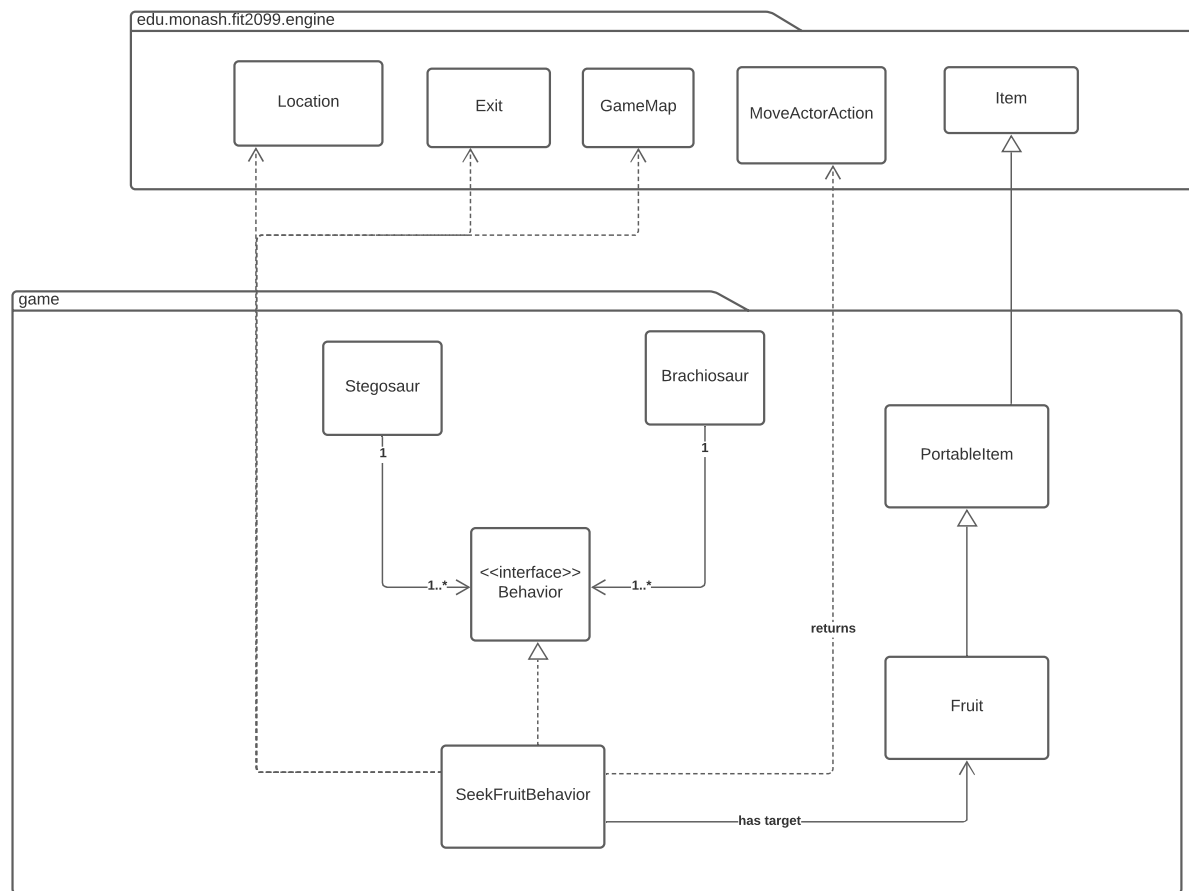 edu.monash.fit2099.engine
Location
Exit
GameMap
MoveActorAction
Item
game
Stegosaur
Brachiosaur
1
1
PortableItem
<<interface>>
Behavior
1..*
1..*
returns
Fruit
SeekFruitBehavior
has target